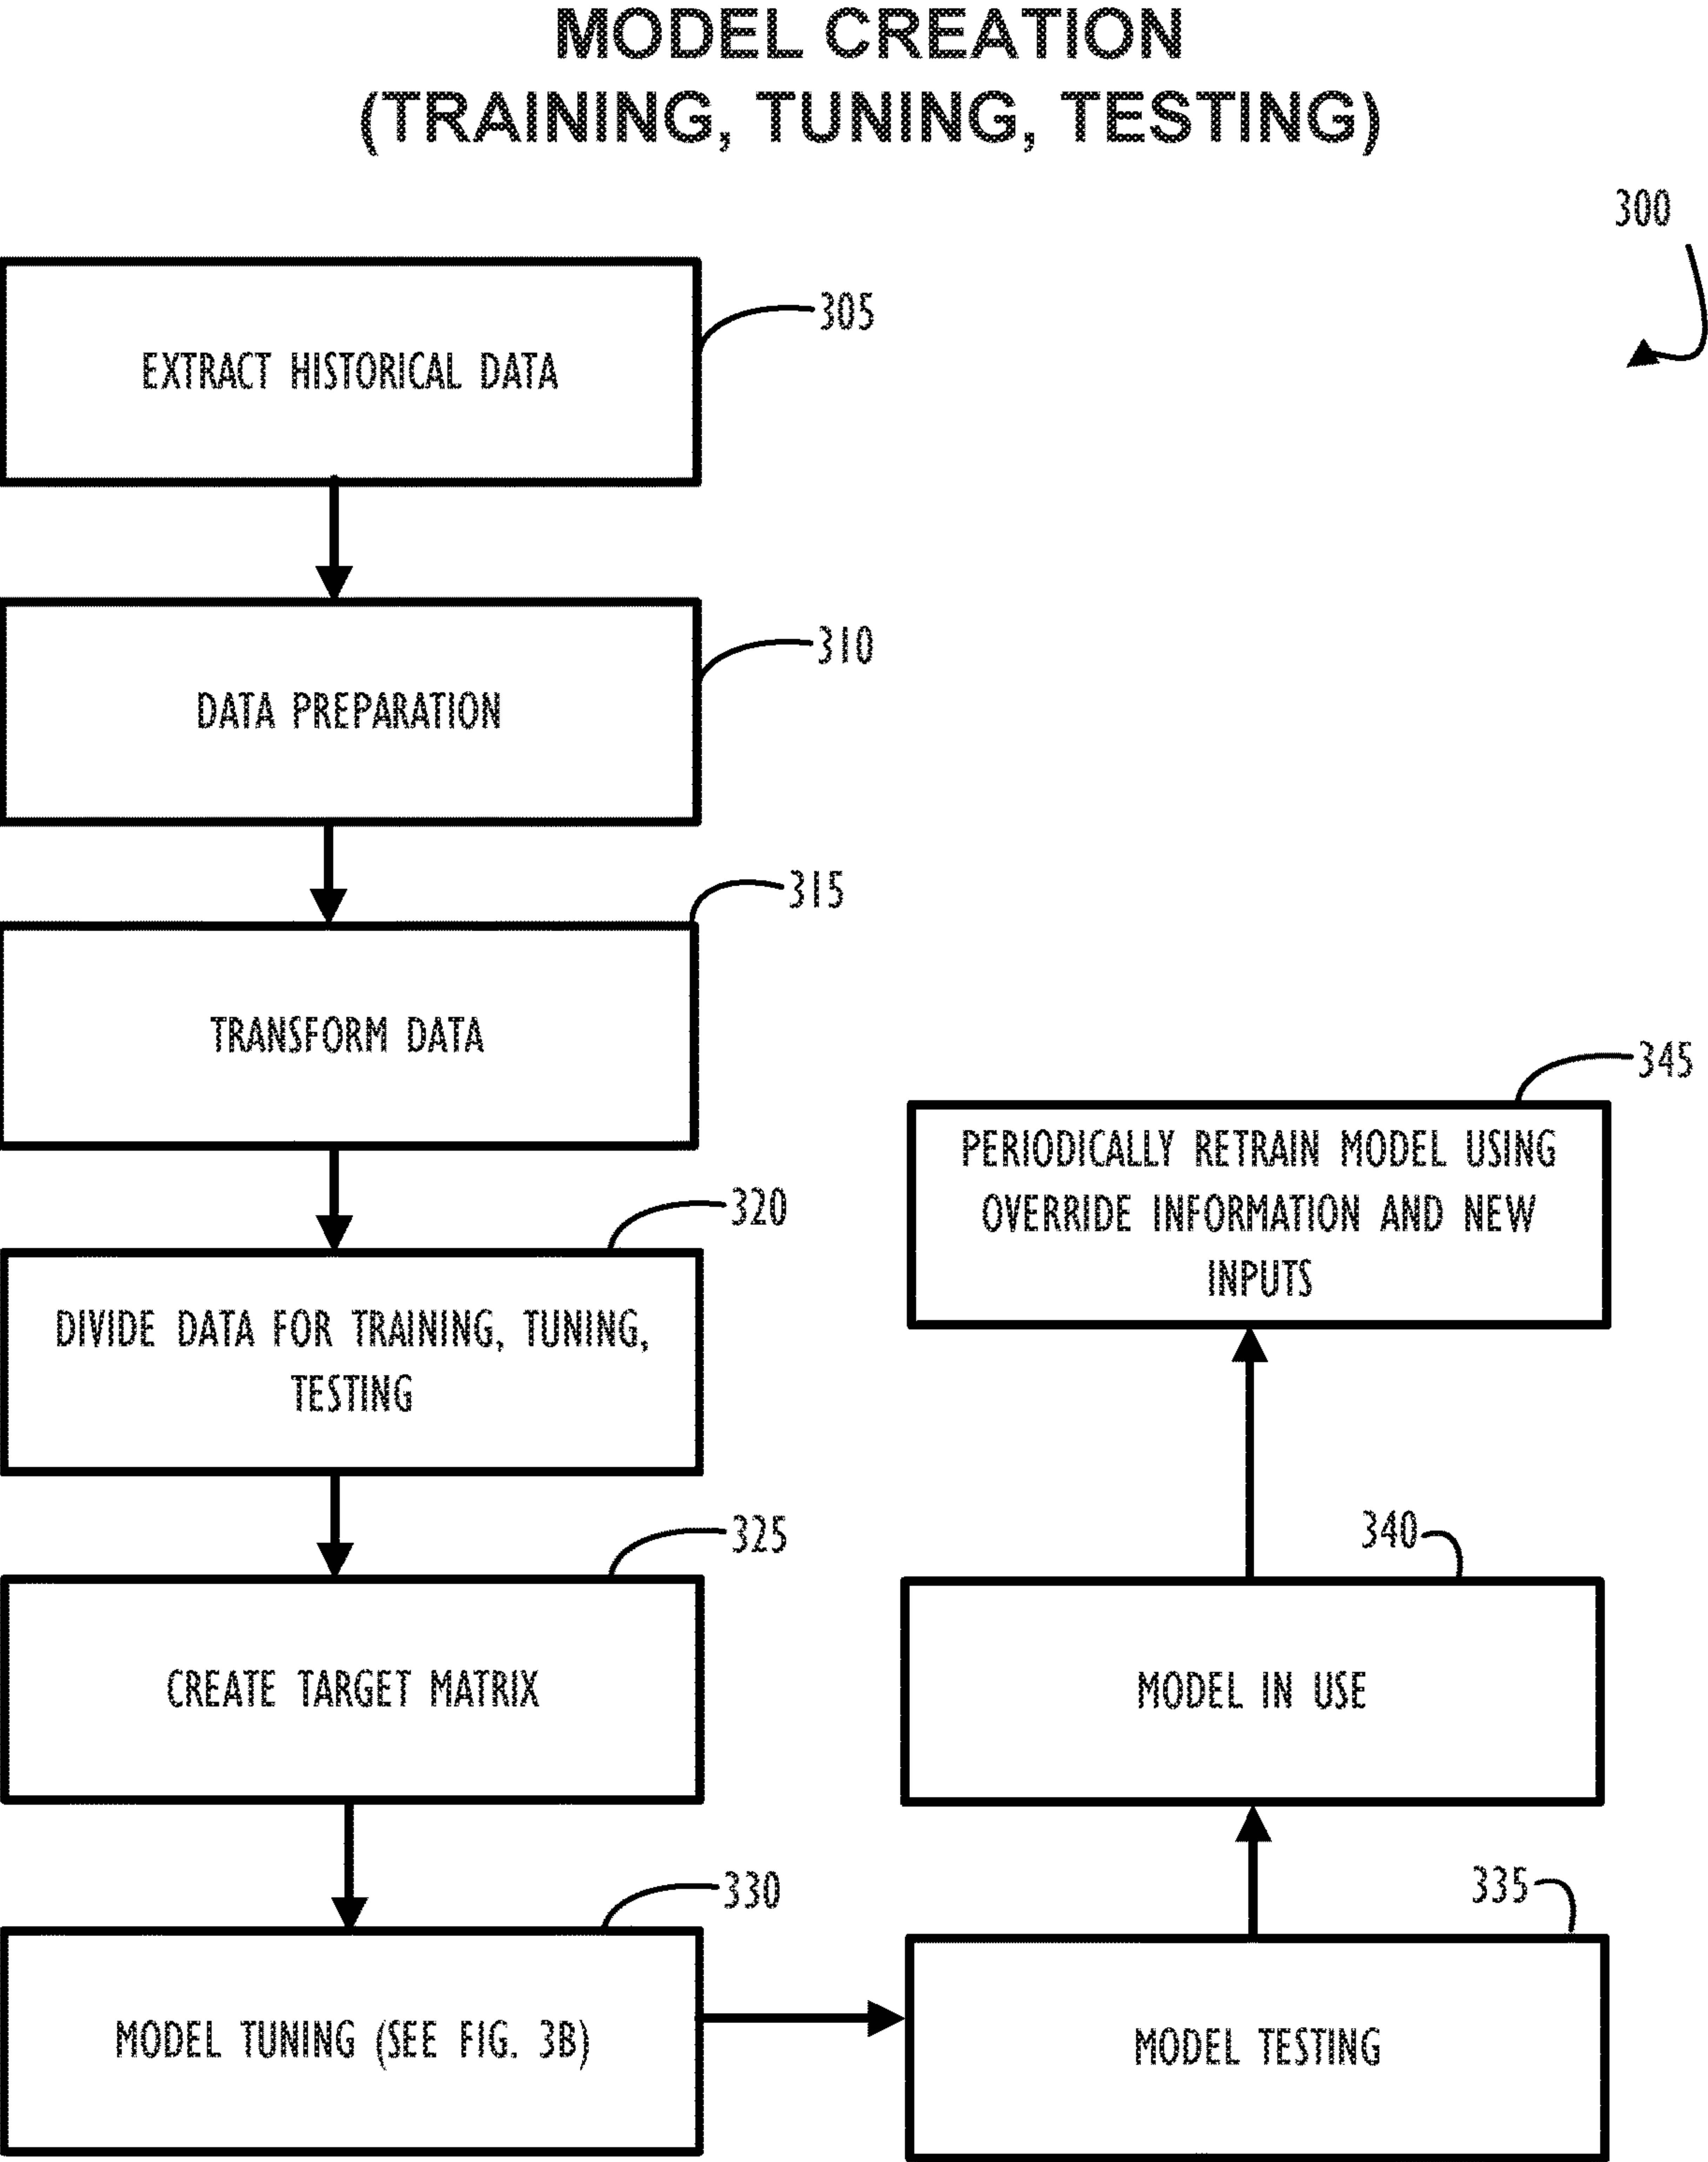 MODEL CREATION
(TRAINING, TUNING, TESTING)
300
305
EXTRACT HISTORICAL DATA
310
DATA PREPARATION
315
TRANSFORM DATA
320
DIVIDE DATA FOR TRAINING, TUNING,
TESTING
325
CREATE TARGET MATRIX
330
MODEL TUNING (SEE FIG. 3B)
335
MODEL TESTING
340
MODEL IN USE
345
PERIODICALLY RETRAIN MODEL USING
OVERRIDE INFORMATION AND NEW
INPUTS